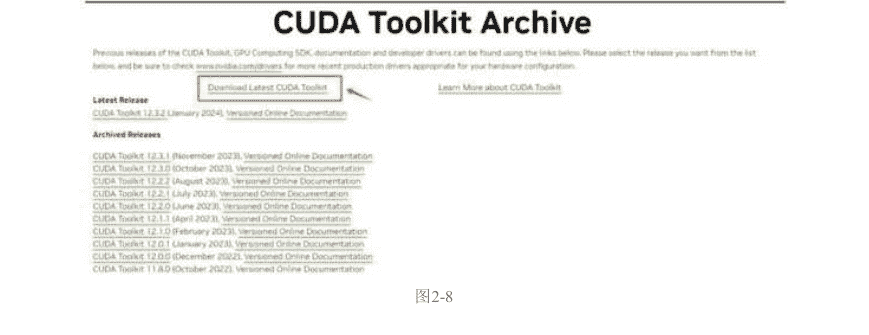 CUDA Toolkit Archive
Previous releases of the CUDA Toolkit, GPU Computing SDK, documentation and developer drivers can be found using the links below. Please select the release you want from the list
below, and be sure to check www.nvidia.com/drivers for more recent production drivers appropriate for your hardware configuration.
Download Latest CUDA Toolkit
Learn More about CUDA Toolkit
Latest Release
CUDA Toolkit 12.3.2 (January 2024), Versioned Online Documentation
Archived Releases
CUDA Toolkit 12.3.1 (November 2023), Versioned Online Documentation
CUDA Toolkit 12.3.0 (October 2023), Versioned Online Documentation
CUDA Toolkit 12.2.2 (August 2023), Versioned Online Documentation
CUDA Toolkit 12.2.1 (July 2023), Versioned Online Documentation
CUDA Toolkit 12.2.0 (June 2023), Versioned Online Documentation
CUDA Toolkit 12.1.1 (April 2023), Versioned Online Documentation
CUDA Toolkit 12.1.0 (February 2023), Versioned Online Documentation
CUDA Toolkit 12.0.1 (January 2023), Versioned Online Documentation
CUDA Toolkit 12.0.0 (December 2022), Versioned Online Documentation
CUDA Toolkit 11.8.0 (October 2022), Versioned Online Documentation
图2-8